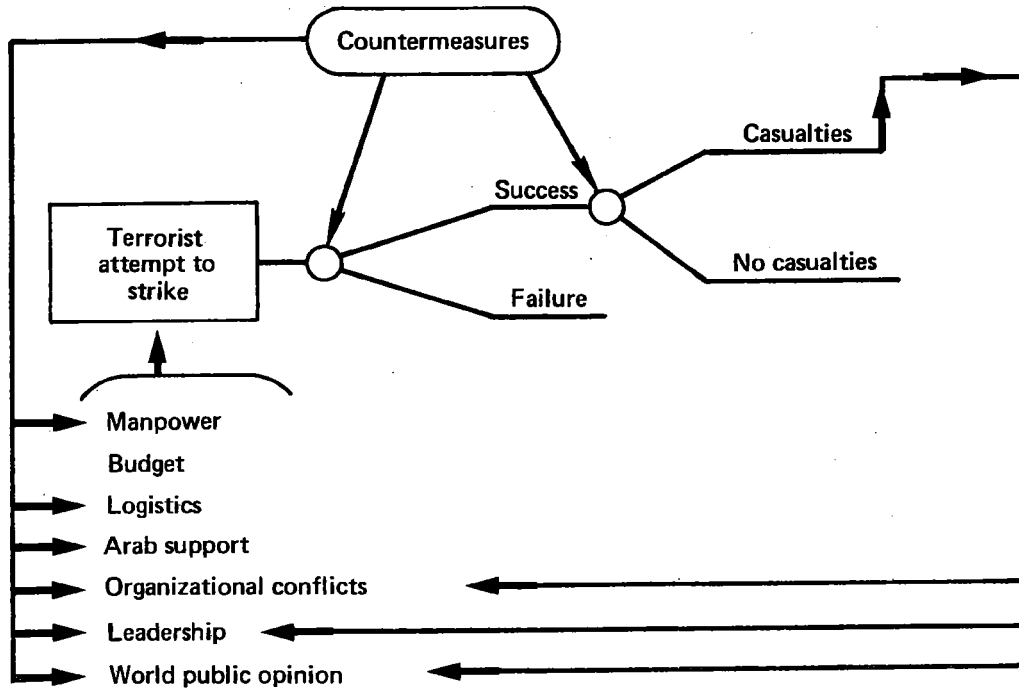 Countermeasures
Casualties
Success
Terrorist
attempt to
strike
No casualties
Failure
Manpower
Budget
Logistics
Arab support
Organizational conflicts
Leadership
World public opinion